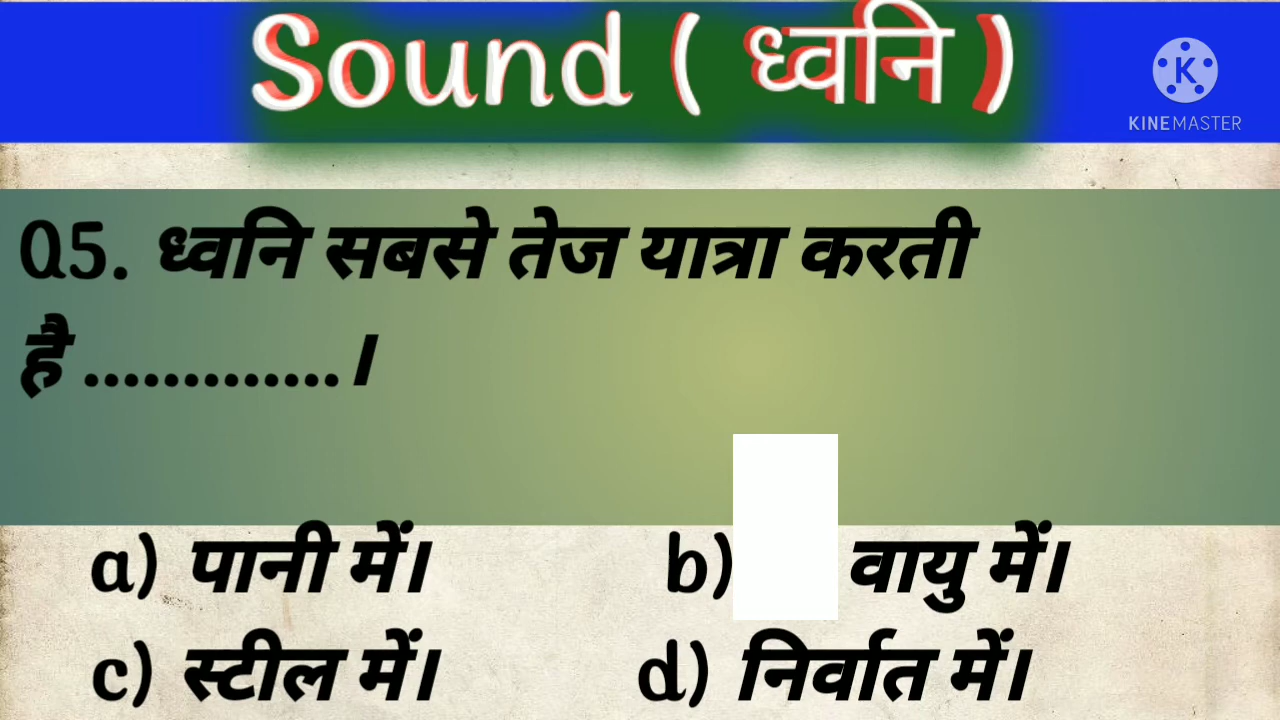 Sound ( ध्वनि )
KINEMASTER
Q5. ध्वनि सबसे तेज यात्रा करती
है .............।
a) पानी में। b) वायु में।
c) स्टील में। d) निर्वात में।